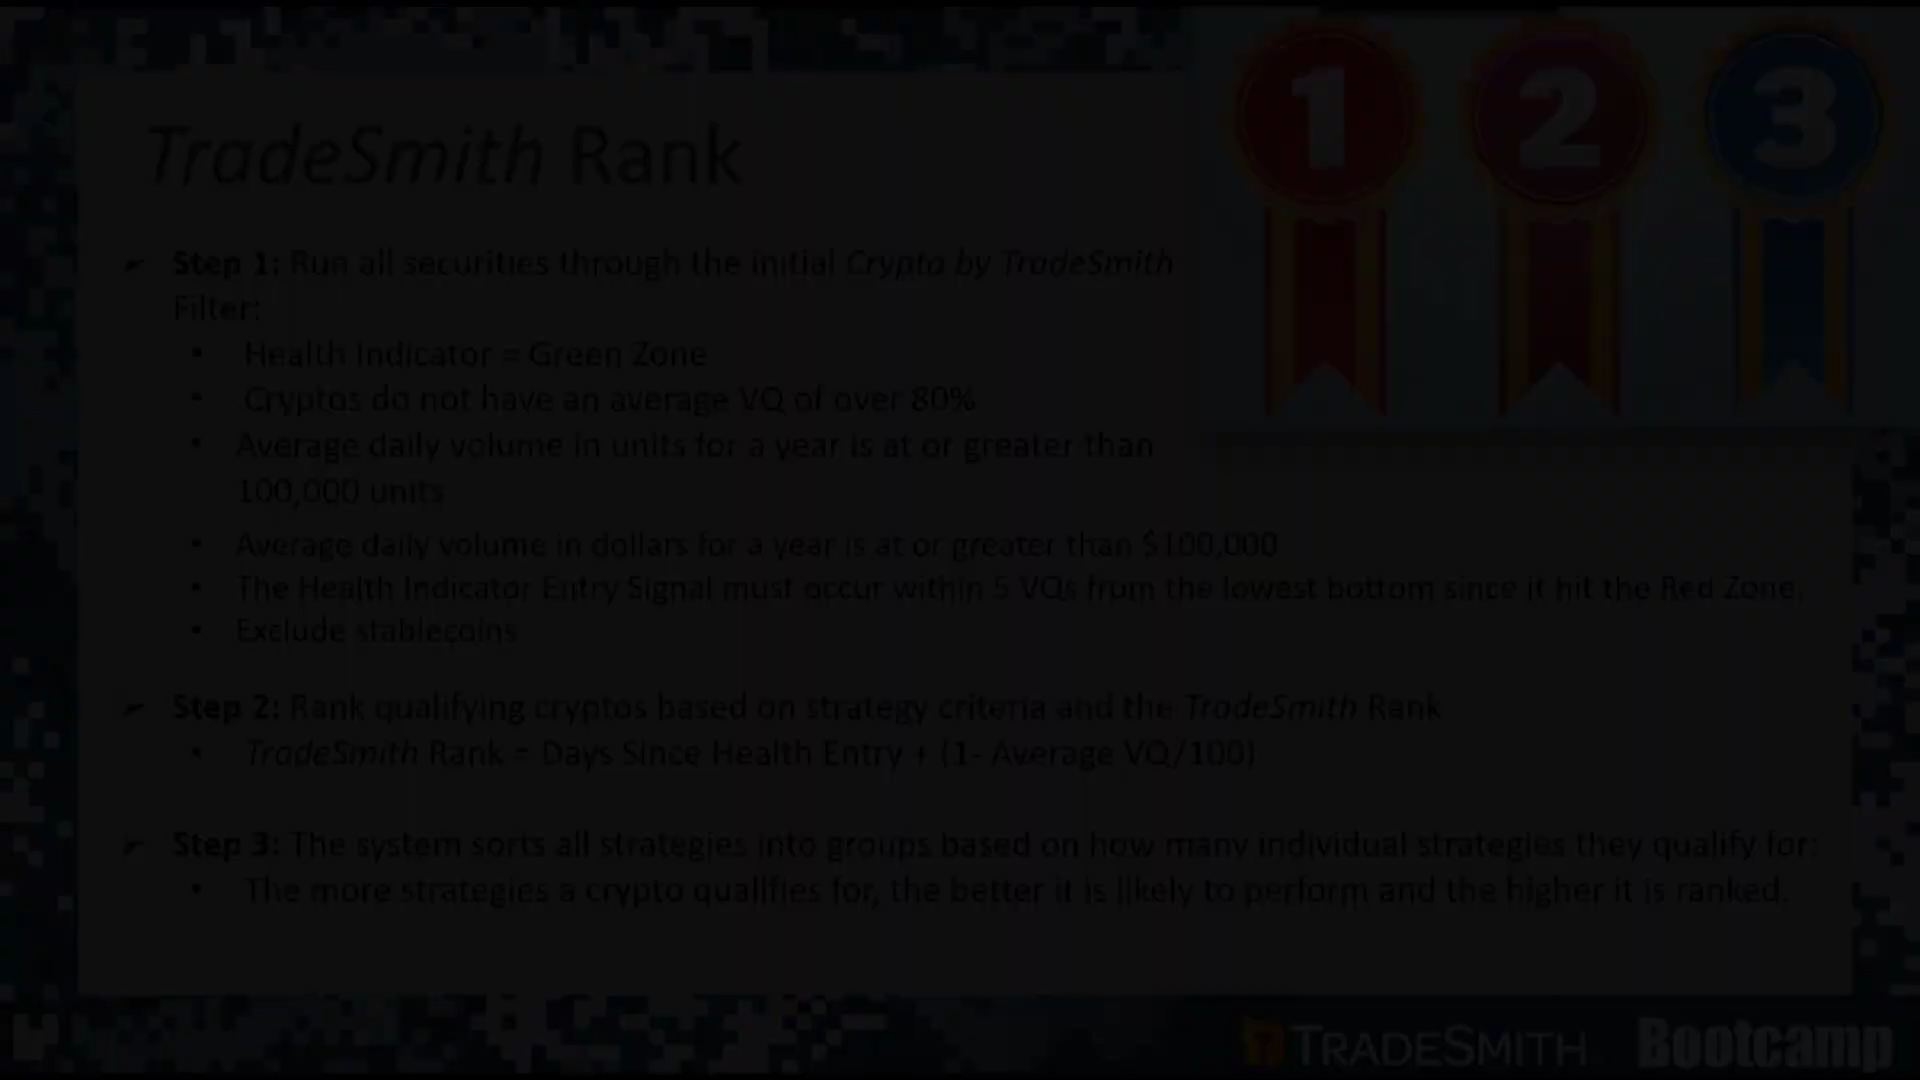 1 2 3
TradeSmith Rank
Step 1: Run all securities through the initial Crypto by TradeSmith
Filter:
• Health Indicator = Green Zone
• Cryptos do not have an average VQ of over 80%
• Average daily volume in units for a year is at or greater than
100,000 units
• Average daily volume in dollars for a year is at or greater than $100,000
• The Health Indicator Entry Signal must occur within 5 VQs from the lowest bottom since it hit the Red Zone.
• Exclude stablecoins
Step 2: Rank qualifying cryptos based on strategy criteria and the TradeSmith Rank
• TradeSmith Rank = Days Since Health Entry + (1- Average VQ/100)
Step 3: The system sorts all strategies into groups based on how many individual strategies they qualify for:
• The more strategies a crypto qualifies for, the better it is likely to perform and the higher it is ranked.
TRADESMITH Bootcamp